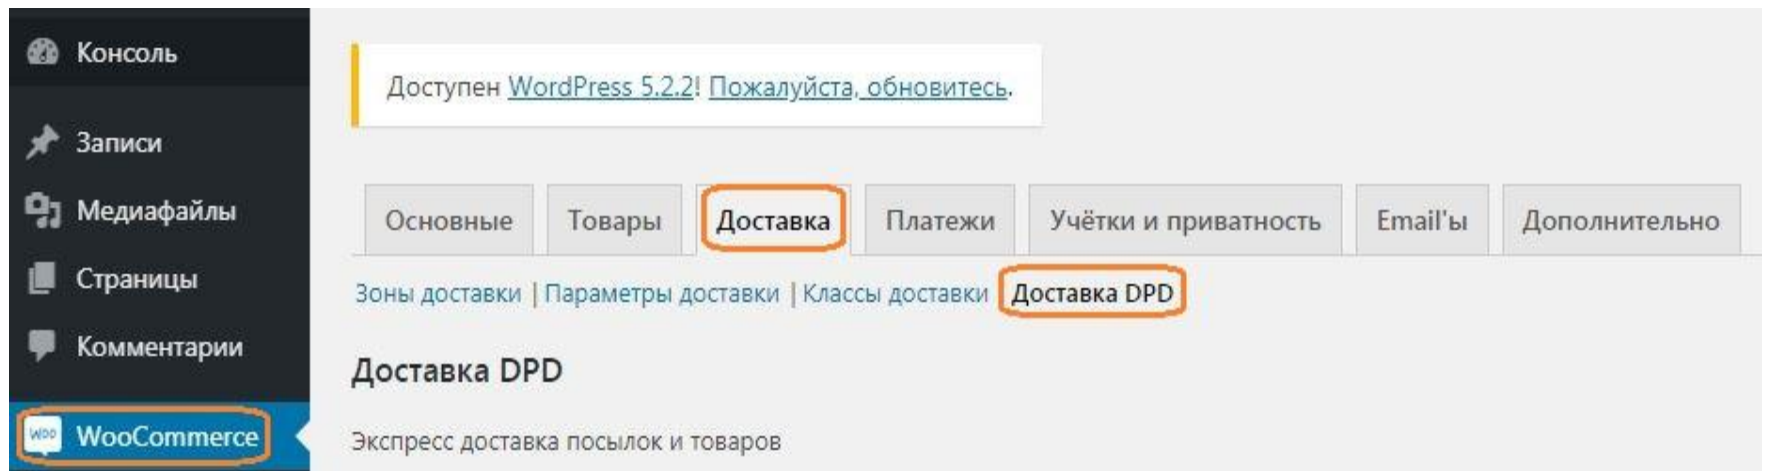 Консоль
Записи
Медиафайлы
Страницы
Комментарии
Woo WooCommerce
Доступен WordPress 5.2.2! Пожалуйста, обновитесь.
Основные Товары Доставка Платежи Учётки и приватность Email'ы Дополнительно
Зоны доставки | Параметры доставки | Классы доставки Доставка DPD
Доставка DPD
Экспресс доставка посылок и товаров